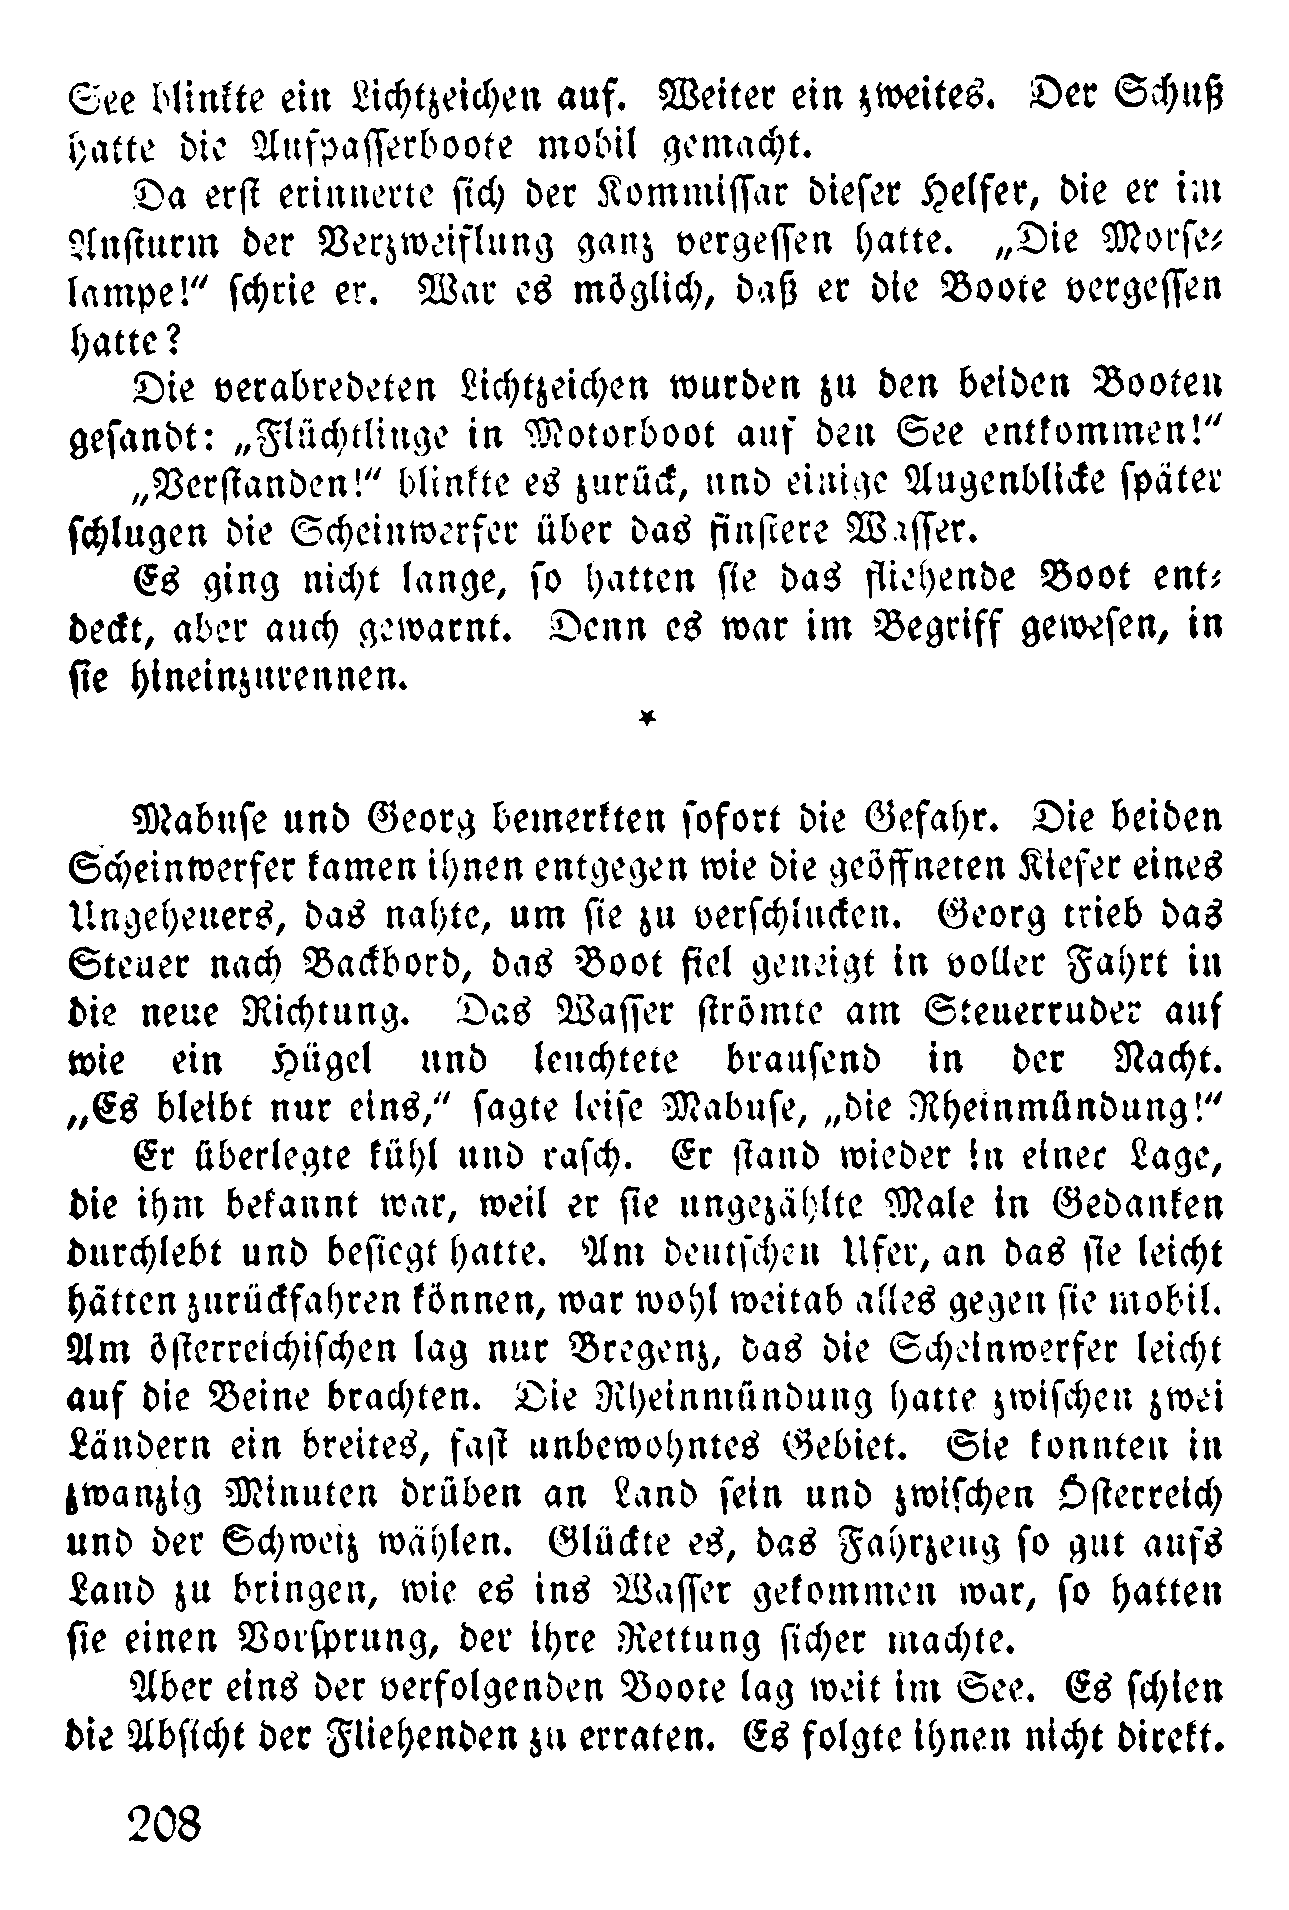 See blinkte ein Lichtzeichen auf. Weiter ein zweites. Der Schuß
hatte die Aufpasserboote mobil gemacht.
Da erst erinnerte sich der Kommissar dieser Helfer, die er im
Ansturm der Verzweiflung ganz vergessen hatte. „Die Morse-
lampe!“ schrie er. War es möglich, daß er die Boote vergessen
hatte?
Die verabredeten Lichtzeichen wurden zu den beiden Booten
gesandt: „Flüchtlinge in Motorboot auf den See entkommen!“
„Verstanden!“ blinkte es zurück, und einige Augenblicke später
schlugen die Scheinwerfer über das finstere Wasser.
Es ging nicht lange, so hatten sie das fliehende Boot ent-
deckt, aber auch gewarnt. Denn es war im Begriff gewesen, in
sie hineinzurennen.
*
Mabuse und Georg bemerkten sofort die Gefahr. Die beiden
Scheinwerfer kamen ihnen entgegen wie die geöffneten Kiefer eines
Ungeheuers, das nahte, um sie zu verschlucken. Georg trieb das
Steuer nach Backbord, das Boot fiel geneigt in voller Fahrt in
die neue Richtung. Das Wasser strömte am Steuerruder auf
wie ein Hügel und leuchtete brausend in der Nacht.
„Es bleibt nur eins,“ sagte leise Mabuse, „die Rheinmündung!“
Er überlegte kühl und rasch. Er stand wieder in einer Lage,
die ihm bekannt war, weil er sie ungezählte Male in Gedanken
durchlebt und besiegt hatte. Am deutschen Ufer, an das sie leicht
hätten zurückfahren können, war wohl weitab alles gegen sie mobil.
Am österreichischen lag nur Bregenz, das die Scheinwerfer leicht
auf die Beine brachten. Die Rheinmündung hatte zwischen zwei
Ländern ein breites, fast unbewohntes Gebiet. Sie konnten in
zwanzig Minuten drüben an Land sein und zwischen Österreich
und der Schweiz wählen. Glückte es, das Fahrzeug so gut aufs
Land zu bringen, wie es ins Wasser gekommen war, so hatten
sie einen Vorsprung, der ihre Rettung sicher machte.
Aber eins der verfolgenden Boote lag weit im See. Es schien
die Absicht der Fliehenden zu erraten. Es folgte ihnen nicht direkt.
208